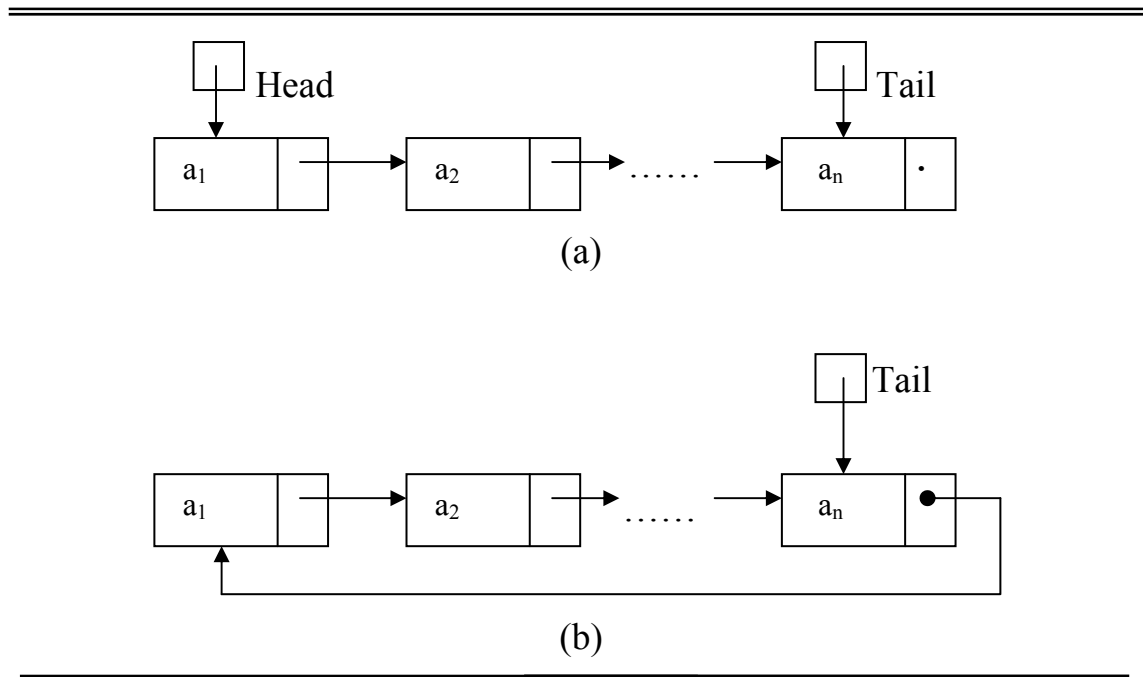 Head Tail
a₁ a₂ ...... aₙ .
(a)
Tail
a₁ a₂ ...... aₙ
(b)